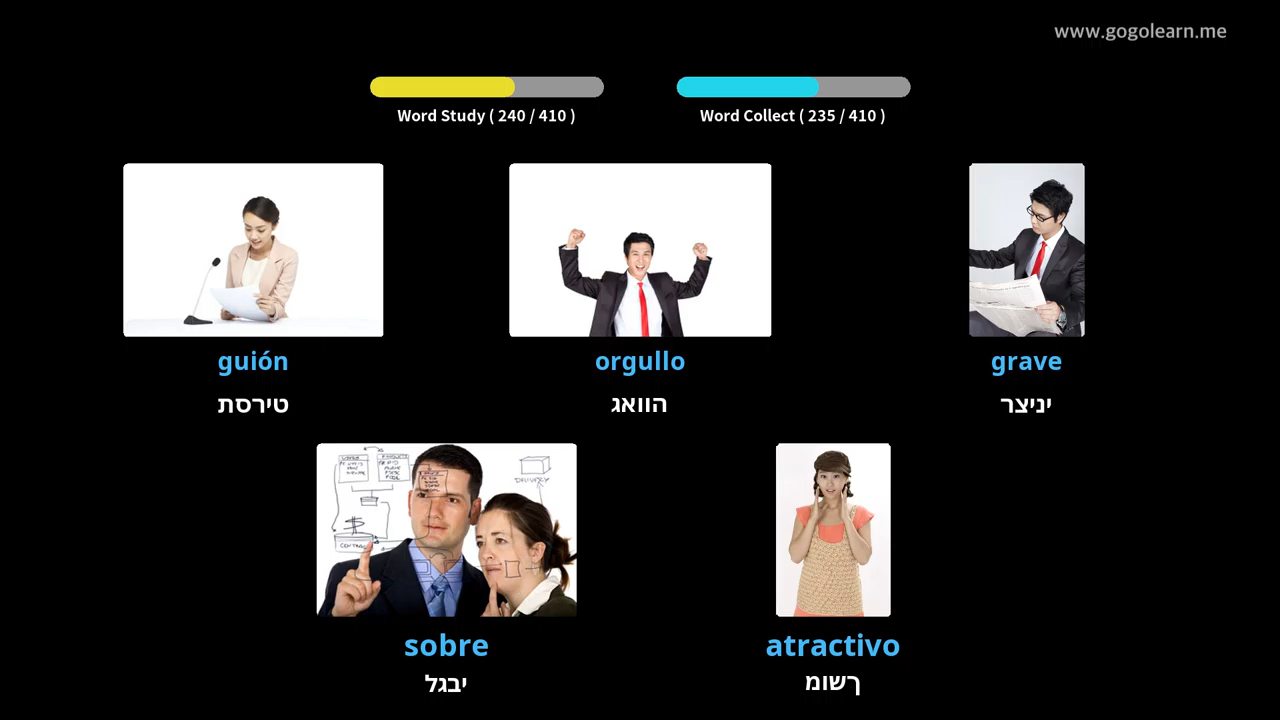 www.gogolearn.me
Word Study ( 240 / 410 )
Word Collect ( 235 / 410 )
guión
טירסת
orgullo
הוואג
grave
יניצר
sobre
יבגל
atractivo
ךשומ